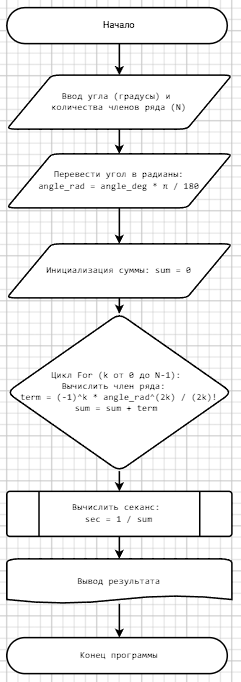 Начало
Ввод угла (градусы) и
количества членов ряда (N)
Перевести угол в радианы:
angle_rad = angle_deg * π / 180
Инициализация суммы: sum = 0
Цикл For (k от 0 до N-1):
Вычислить член ряда:
term = (-1)^k * angle_rad^(2k) / (2k)!
sum = sum + term
Вычислить секанс:
sec = 1 / sum
Вывод результата
Конец программы